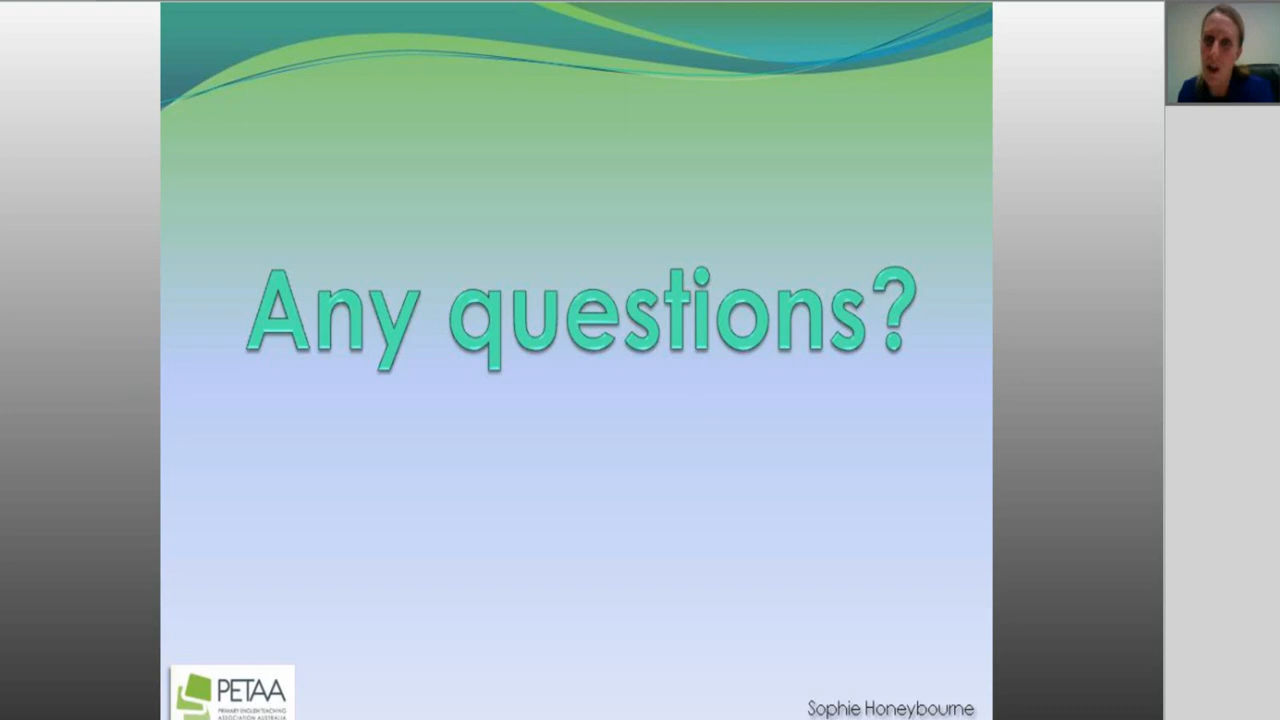 Any questions?
PETAA
PRIMARY ENGLISH TEACHING
ASSOCIATION AUSTRALIA
Sophie Honeybourne